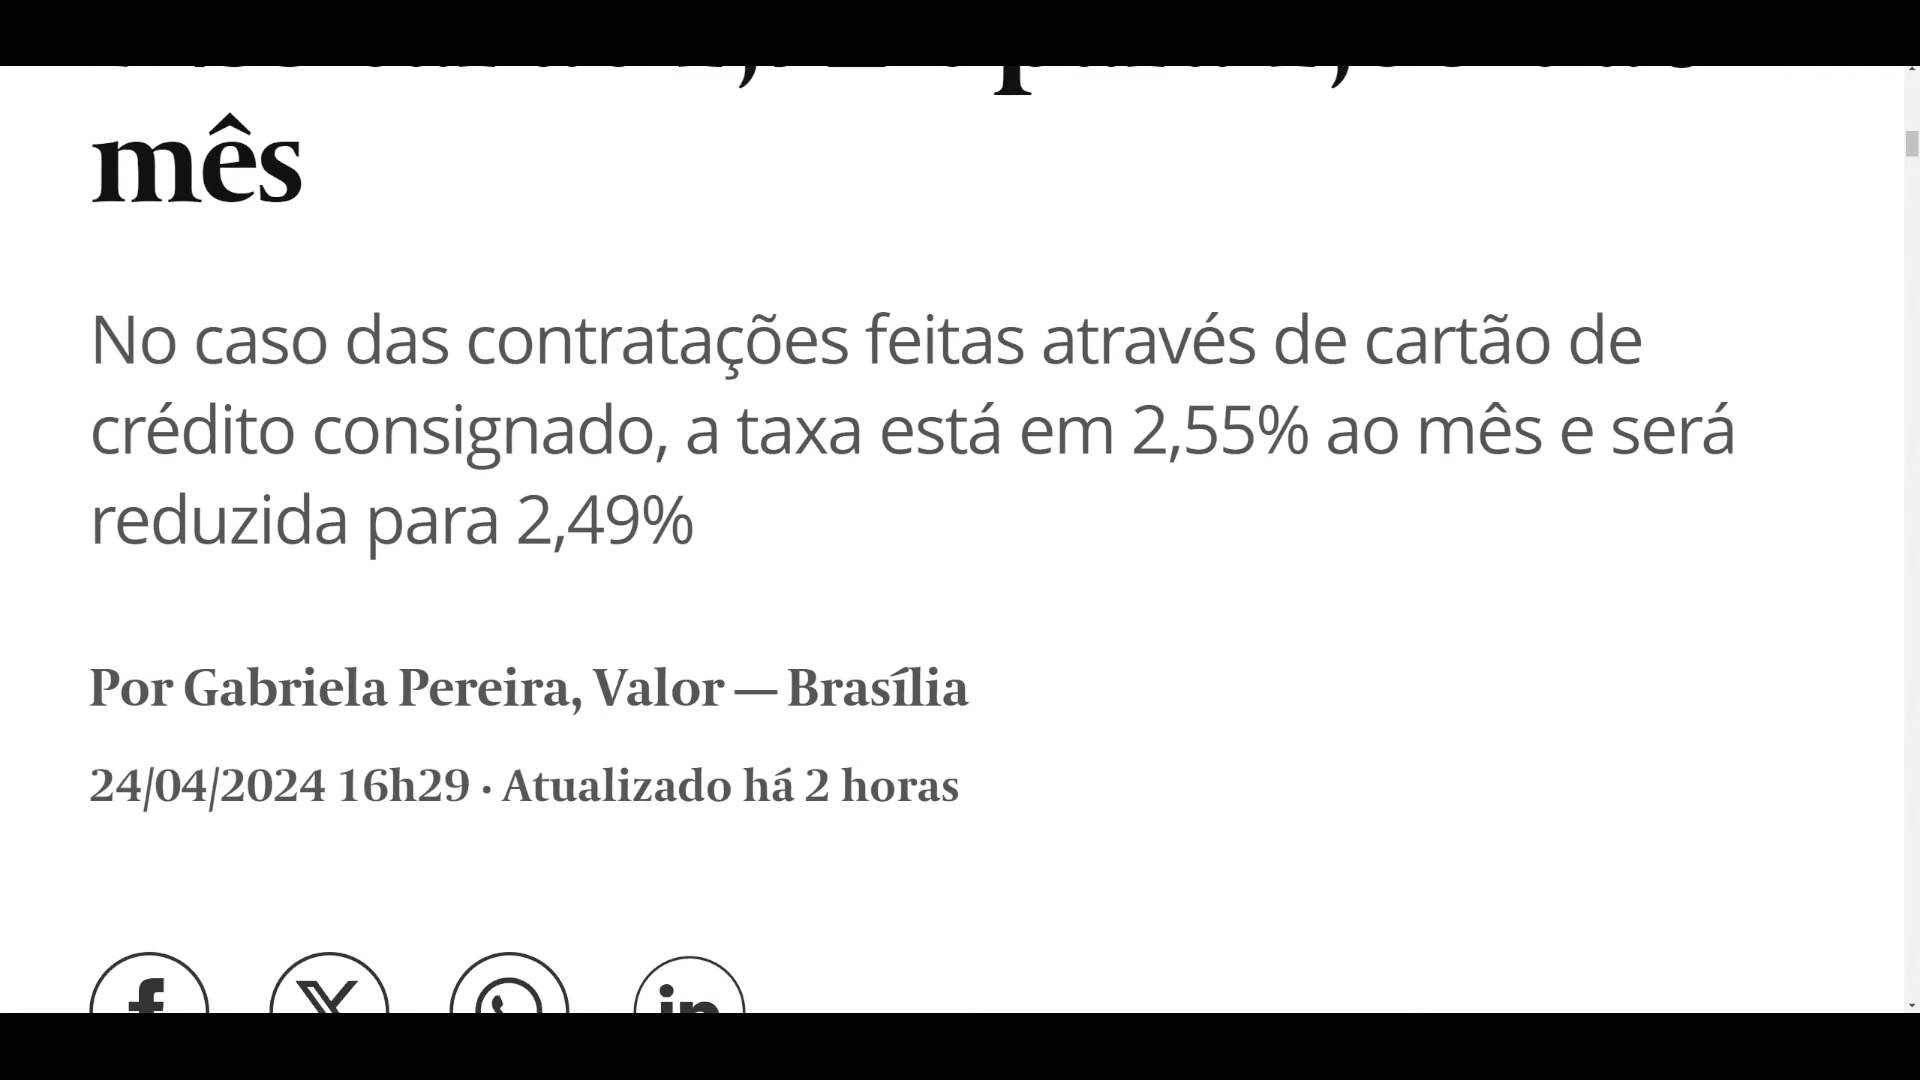 mês
No caso das contratações feitas através de cartão de
crédito consignado, a taxa está em 2,55% ao mês e será
reduzida para 2,49%
Por Gabriela Pereira, Valor — Brasília
24/04/2024 16h29 · Atualizado há 2 horas